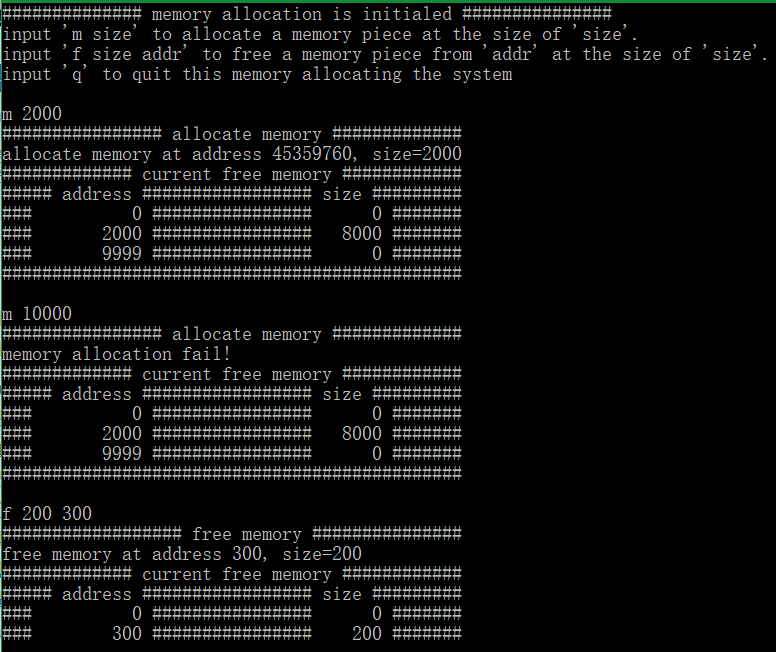 ############## memory allocation is initialed ###############
input 'm size' to allocate a memory piece at the size of 'size'.
input 'f size addr' to free a memory piece from 'addr' at the size of 'size'.
input 'q' to quit this memory allocating the system
m 2000
################ allocate memory #############
allocate memory at address 45359760, size=2000
############# current free memory ############
##### address ################# size #########
###          0 ################      0 #######
###       2000 ################   8000 #######
###       9999 ################      0 #######
##############################################
m 10000
################ allocate memory #############
memory allocation fail!
############# current free memory ############
##### address ################# size #########
###          0 ################      0 #######
###       2000 ################   8000 #######
###       9999 ################      0 #######
##############################################
f 200 300
################## free memory ###############
free memory at address 300, size=200
############# current free memory ############
##### address ################# size #########
###          0 ################      0 #######
###        300 ################    200 #######